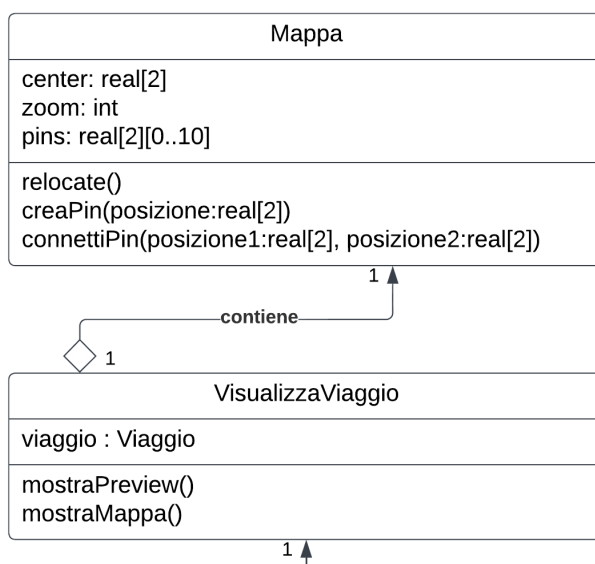 Mappa
center: real[2]
zoom: int
pins: real[2][0..10]
relocate()
creaPin(posizione:real[2])
connettiPin(posizione1:real[2], posizione2:real[2])
1
contiene
1
VisualizzaViaggio
viaggio : Viaggio
mostraPreview()
mostraMappa()
1